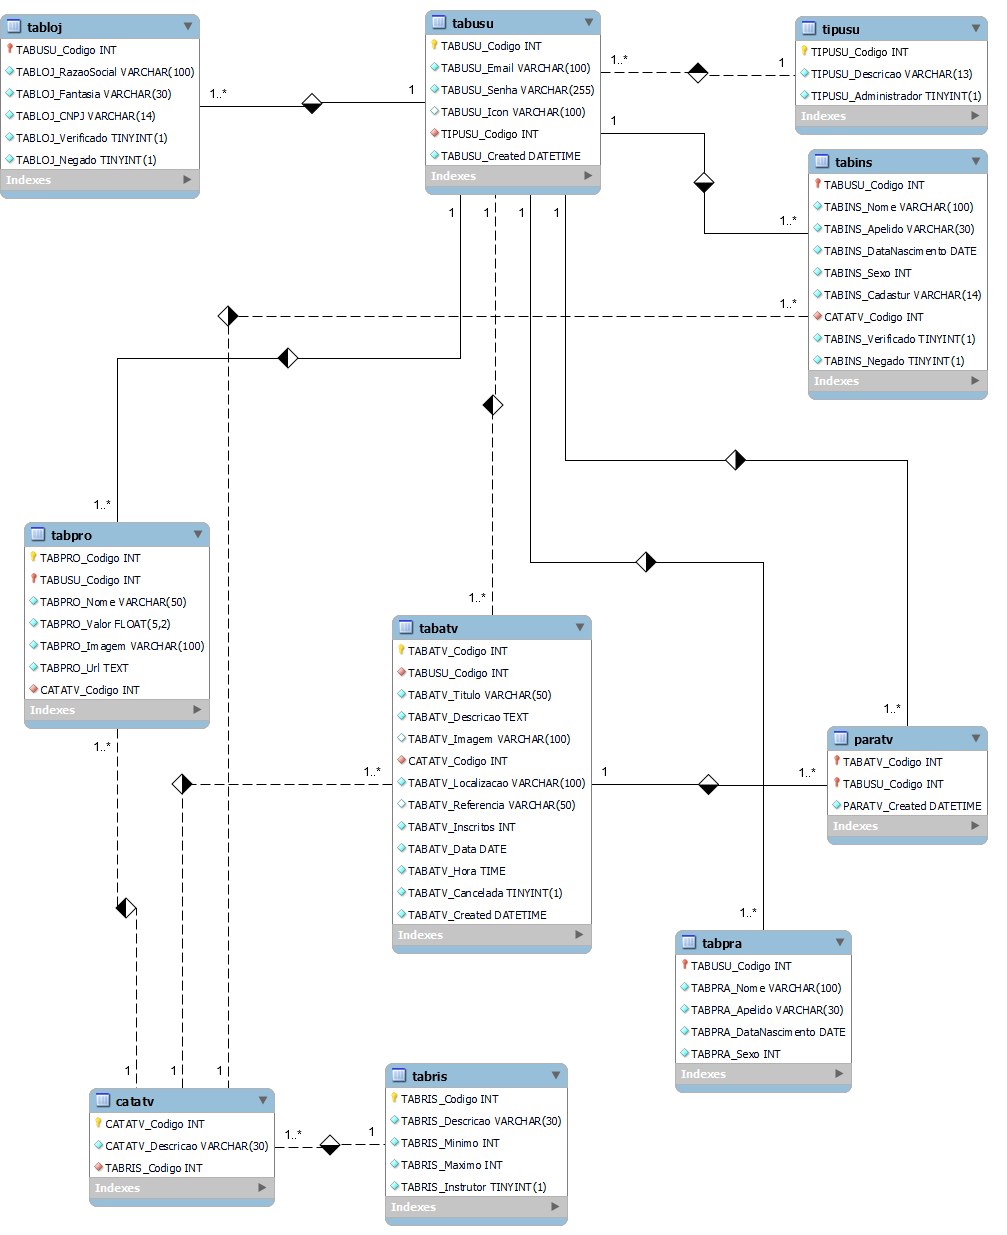 tabloj
TABUSU_Codigo INT
TABLOJ_RazaoSocial VARCHAR(100)
TABLOJ_Fantasia VARCHAR(30)
TABLOJ_CNPJ VARCHAR(14)
TABLOJ_Verificado TINYINT(1)
TABLOJ_Negado TINYINT(1)
Indexes
1..*
1
tabusu
TABUSU_Codigo INT
TABUSU_Email VARCHAR(100)
TABUSU_Senha VARCHAR(255)
TABUSU_Icon VARCHAR(100)
TIPUSU_Codigo INT
TABUSU_Created DATETIME
Indexes
1..*
1
tipusu
TIPUSU_Codigo INT
TIPUSU_Descricao VARCHAR(13)
TIPUSU_Administrador TINYINT(1)
Indexes
1
1..*
tabins
TABUSU_Codigo INT
TABINS_Nome VARCHAR(100)
TABINS_Apelido VARCHAR(30)
TABINS_DataNascimento DATE
TABINS_Sexo INT
TABINS_Cadastur VARCHAR(14)
CATATV_Codigo INT
TABINS_Verificado TINYINT(1)
TABINS_Negado TINYINT(1)
Indexes
1..*
1
1
1
1
1..*
tabpro
TABPRO_Codigo INT
TABUSU_Codigo INT
TABPRO_Nome VARCHAR(50)
TABPRO_Valor FLOAT(5,2)
TABPRO_Imagem VARCHAR(100)
TABPRO_Url TEXT
CATATV_Codigo INT
Indexes
1..*
1..*
tabatv
TABATV_Codigo INT
TABUSU_Codigo INT
TABATV_Titulo VARCHAR(50)
TABATV_Descricao TEXT
TABATV_Imagem VARCHAR(100)
CATATV_Codigo INT
TABATV_Localizacao VARCHAR(100)
TABATV_Referencia VARCHAR(50)
TABATV_Inscritos INT
TABATV_Data DATE
TABATV_Hora TIME
TABATV_Cancelada TINYINT(1)
TABATV_Created DATETIME
Indexes
1..*
1
1..*
1..*
paratv
TABATV_Codigo INT
TABUSU_Codigo INT
PARATV_Created DATETIME
Indexes
1..*
tabpra
TABUSU_Codigo INT
TABPRA_Nome VARCHAR(100)
TABPRA_Apelido VARCHAR(30)
TABPRA_DataNascimento DATE
TABPRA_Sexo INT
Indexes
1
1
1
catatv
CATATV_Codigo INT
CATATV_Descricao VARCHAR(30)
TABRIS_Codigo INT
Indexes
1..*
1
tabris
TABRIS_Codigo INT
TABRIS_Descricao VARCHAR(30)
TABRIS_Minimo INT
TABRIS_Maximo INT
TABRIS_Instrutor TINYINT(1)
Indexes